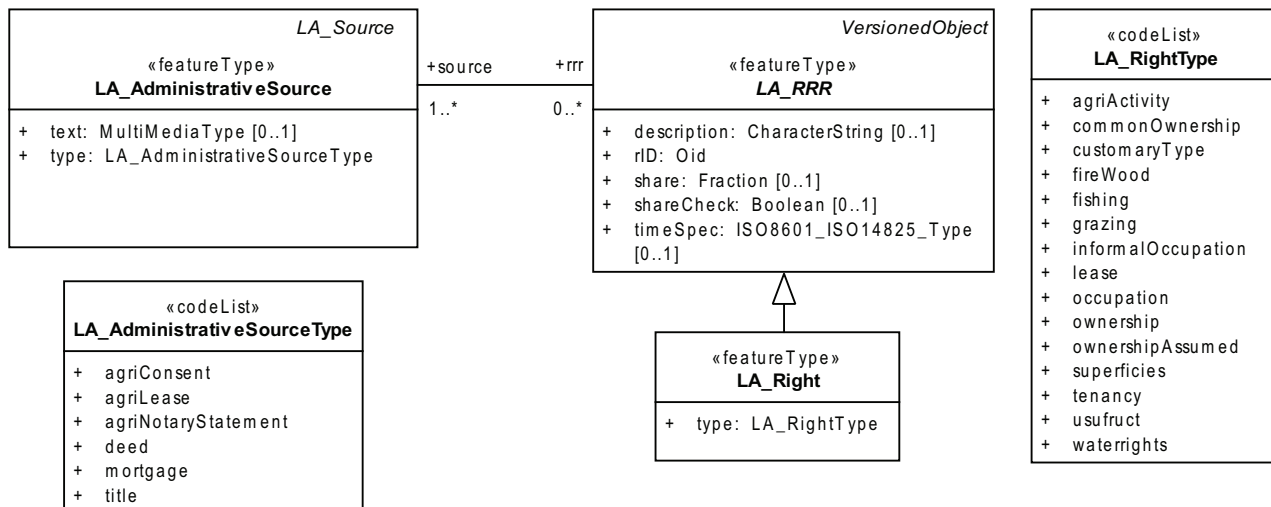 LA_Source
«featureType»
LA_AdministrativeSource
+ text: MultiMediaType [0..1]
+ type: LA_AdministrativeSourceType
+source
1..*
+rrr
0..*
VersionedObject
«featureType»
LA_RRR
+ description: CharacterString [0..1]
+ rID: Oid
+ share: Fraction [0..1]
+ shareCheck: Boolean [0..1]
+ timeSpec: ISO8601_ISO14825_Type
[0..1]
«codeList»
LA_RightType
+ agriActivity
+ commonOwnership
+ customaryType
+ fireWood
+ fishing
+ grazing
+ informalOccupation
+ lease
+ occupation
+ ownership
+ ownershipAssumed
+ superficies
+ tenancy
+ usufruct
+ waterrights
«codeList»
LA_AdministrativeSourceType
+ agriConsent
+ agriLease
+ agriNotaryStatement
+ deed
+ mortgage
+ title
«featureType»
LA_Right
+ type: LA_RightType